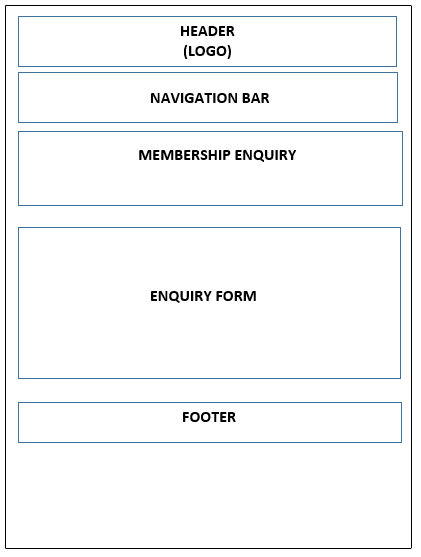 HEADER
(LOGO)
NAVIGATION BAR
MEMBERSHIP ENQUIRY
ENQUIRY FORM
FOOTER